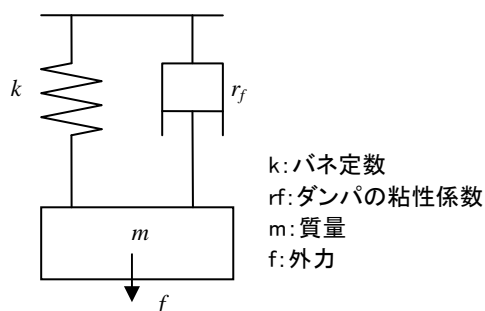 k
r_f
k:バネ定数
rf:ダンパの粘性係数
m:質量
f:外力
m
f